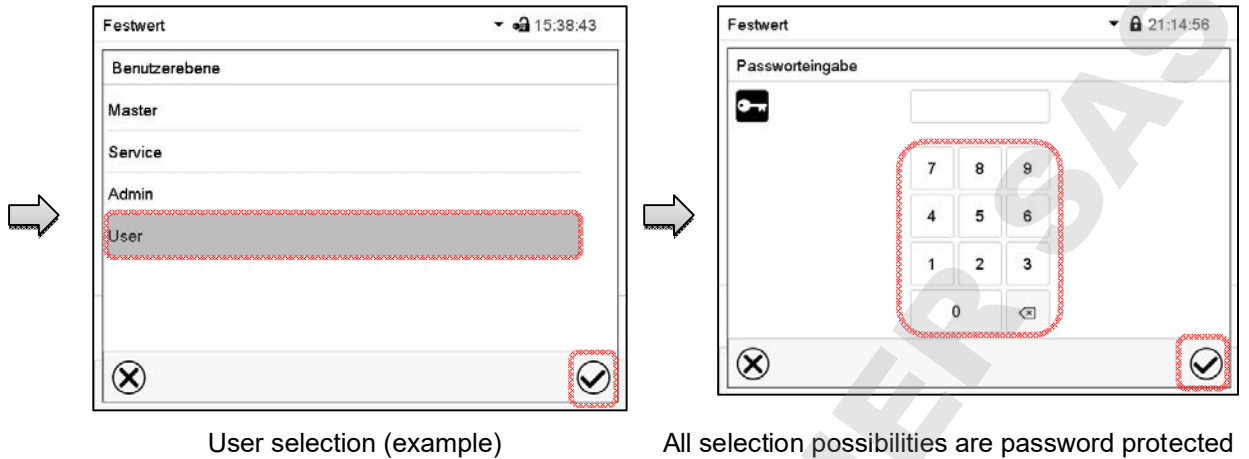 Festwert 15:38:43
Benutzerebene
Master
Service
Admin
User
User selection (example)
Festwert 21:14:56
Passworteingabe
7 8 9
4 5 6
1 2 3
0
All selection possibilities are password protected